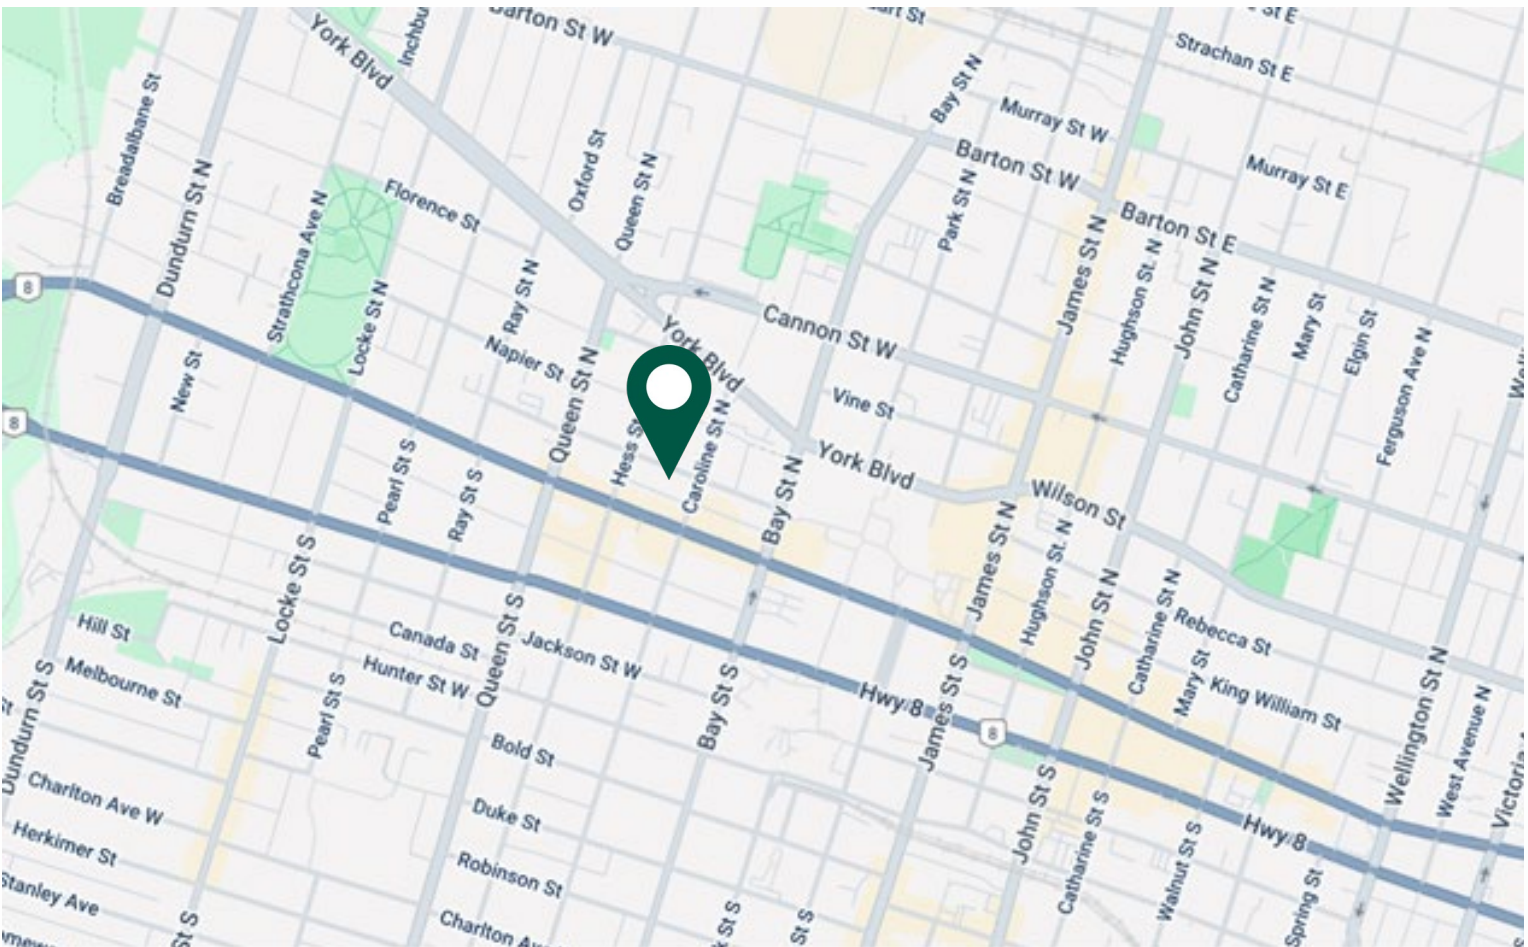 Barton St W
York Blvd
Bay St N
Strachan St E
Murray St W
Breadalbane St
Oxford St
Barton St W
Murray St E
Dundurn St N
Florence St
Queen St N
Park St N
Strathcona Ave N
Barton St E
James St N
Hughson St. N
John St N
Ray St N
8
Locke St N
Cannon St W
Catharine St N
Mary St
Elgin St
Ferguson Ave N
York Blvd
Napier St
New St
Queen St N
Vine St
8
Hess St
Caroline St N
Pearl St S
Ray St S
York Blvd
Bay St N
Wilson St
James St N
Hughson St. N
John St N
Catharine St N
Locke St S
Rebecca St
Hill St
Canada St
Queen St S
Jackson St W
Hunter St W
Melbourne St
Mary St
King William St
Wellington St N
Dundurn St S
Pearl St S
Bay St S
Hwy 8
James St S
8
West Avenue N
Bold St
Charlton Ave W
Duke St
John St S
Catharine St S
Walnut St S
Hwy 8
Herkimer St
Robinson St
Stanley Ave
Spring St